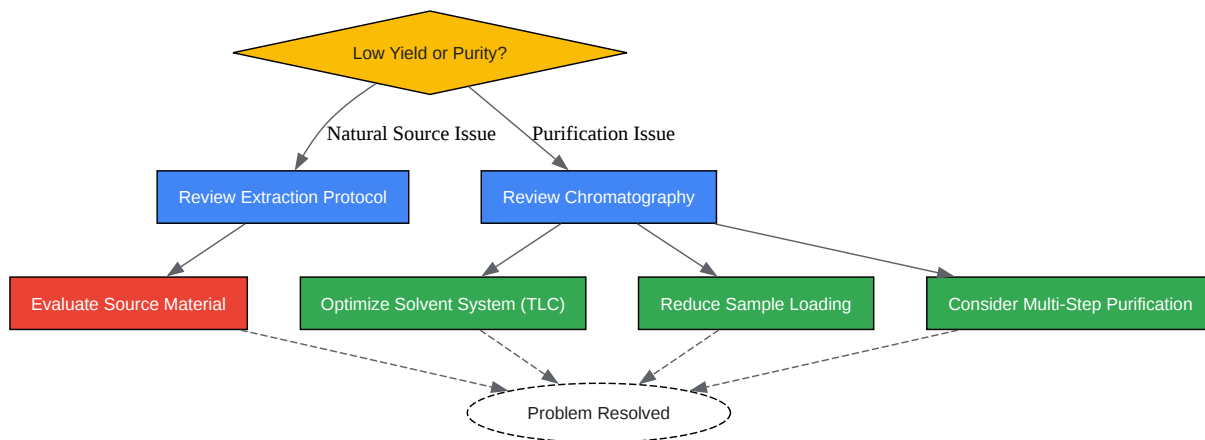 Low Yield or Purity?
Natural Source Issue
Purification Issue
Review Extraction Protocol
Review Chromatography
Evaluate Source Material
Optimize Solvent System (TLC)
Reduce Sample Loading
Consider Multi-Step Purification
Problem Resolved